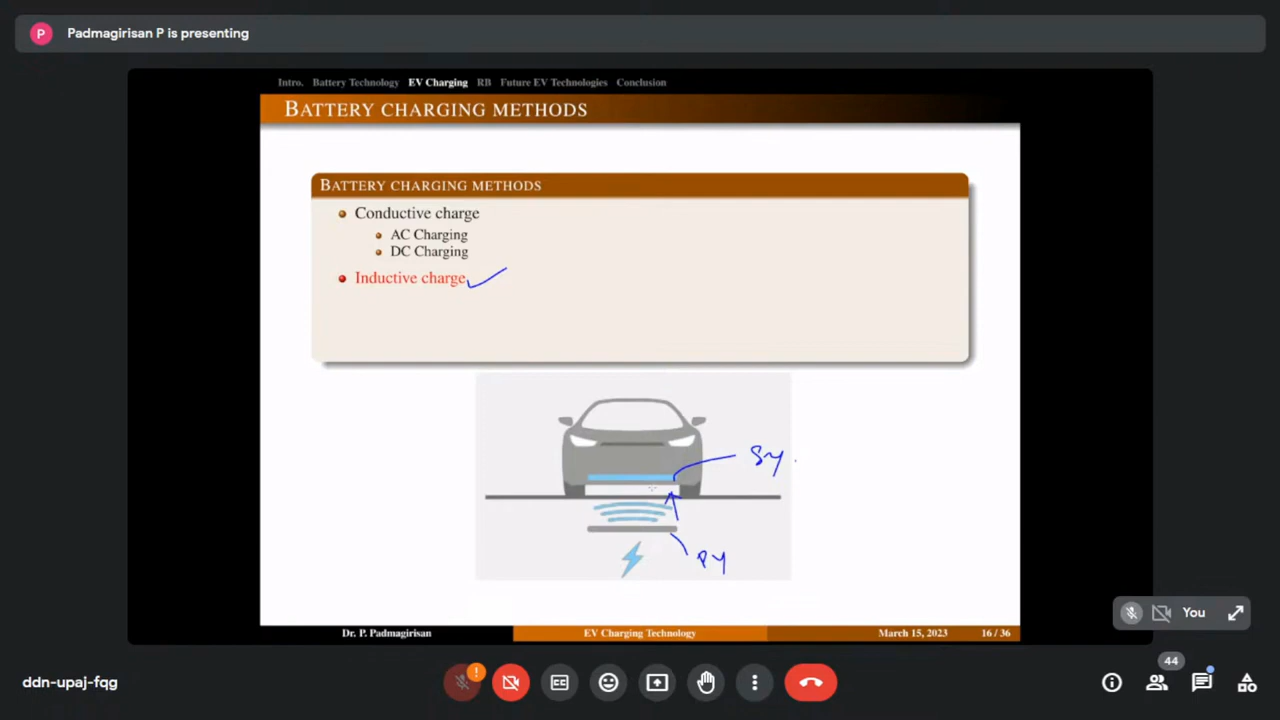 P
Padmagirisan P is presenting
Intro. Battery Technology EV Charging RB Future EV Technologies Conclusion
BATTERY CHARGING METHODS
BATTERY CHARGING METHODS
Conductive charge
AC Charging
DC Charging
Inductive charge
Sy.
Py
Dr. P. Padmagirisan EV Charging Technology March 15, 2023 16 / 36
You
ddn-upaj-fqg
!
CC
44